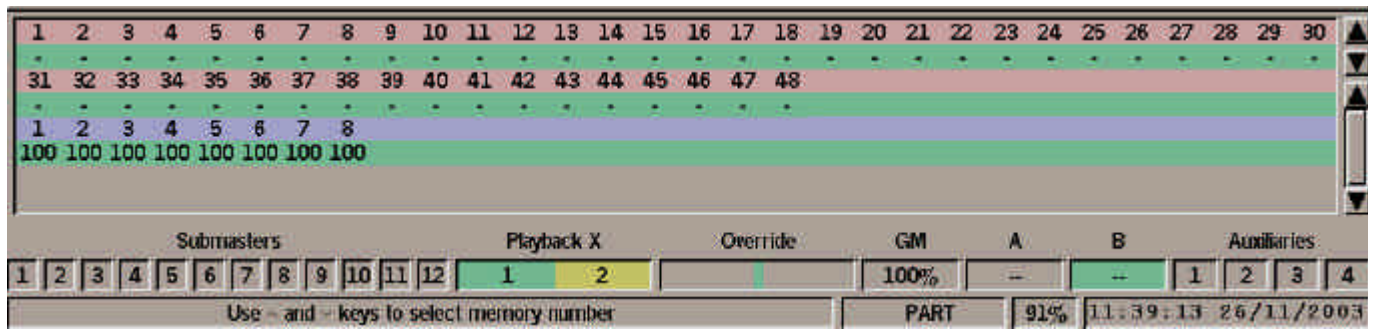 1 2 3 4 5 6 7 8 9 10 11 12 13 14 15 16 17 18 19 20 21 22 23 24 25 26 27 28 29 30
- - - - - - - - - - - - - - - - - - - - - - - - - - - - - -
31 32 33 34 35 36 37 38 39 40 41 42 43 44 45 46 47 48
- - - - - - - - - - - - - - - - - -
1 2 3 4 5 6 7 8
100 100 100 100 100 100 100 100
Submasters Playback X Override GM A B Auxiliaries
1 2 3 4 5 6 7 8 9 10 11 12 1 2 100% -- -- 1 2 3 4
Use - and - keys to select memory number PART 91% 11:39:13 26/11/2003